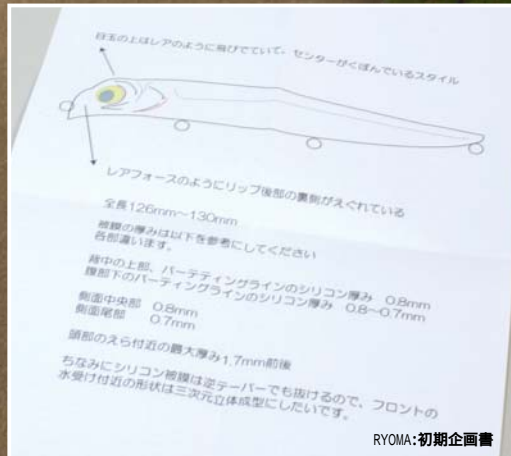 目玉の上はレアのように飛びでていて、センターがくぼんでいるスタイル
レアフォースのようにリップ後部の裏側がえぐれている
全長126mm〜130mm
被膜の厚みは以下を参考にしてください
各部違います。
背中の上部、パーテティングラインのシリコン厚み 0.8mm
腹部下のパーティングラインのシリコン厚み 0.8〜0.7mm
側面中央部 0.8mm
側面尾部 0.7mm
頭部のえら付近の最大厚み1.7mm前後
ちなみにシリコン被膜は逆テーパーでも抜けるので、フロントの
水受け付近の形状は三次元立体成型にしたいです。
RYOMA:初期企画書